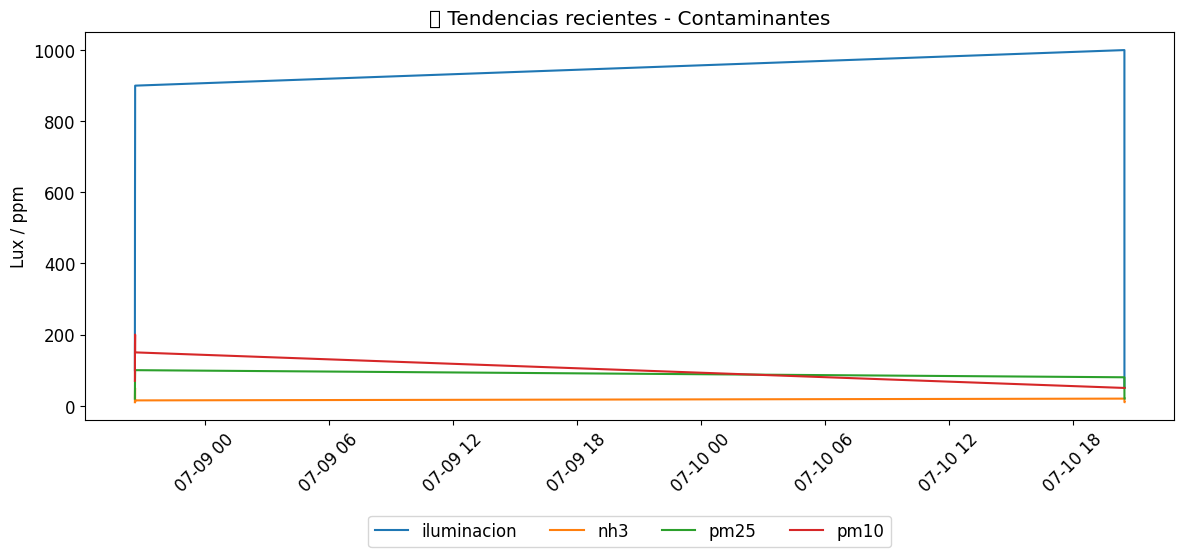 Tendencias recientes - Contaminantes
Lux / ppm
1000
800
600
400
200
0
07-09 00
07-09 06
07-09 12
07-09 18
07-10 00
07-10 06
07-10 12
07-10 18
iluminacion
nh3
pm25
pm10